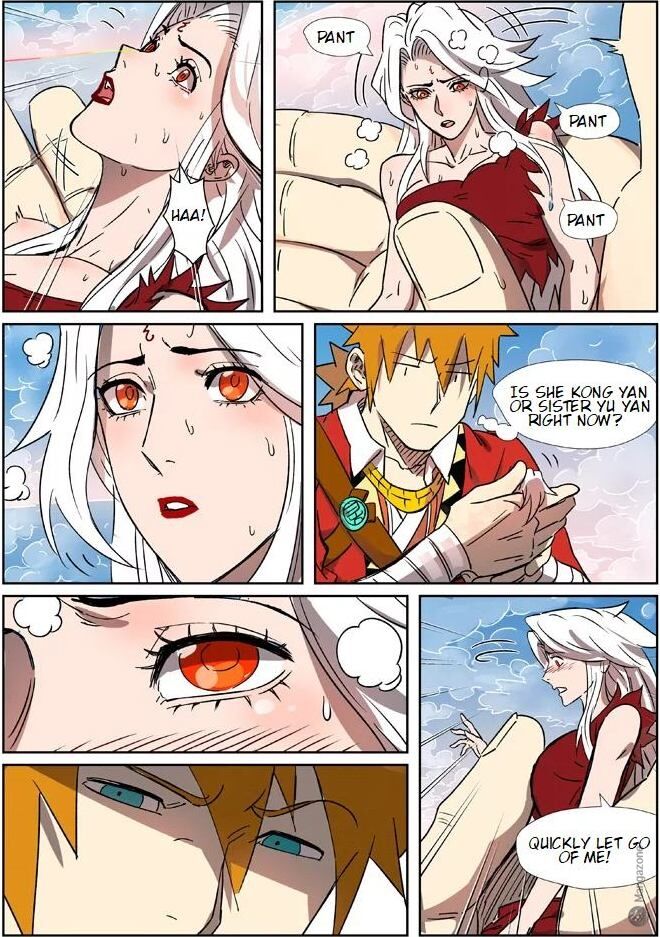 HAA!
PANT
PANT
PANT
IS SHE KONG YAN
OR SISTER YU YAN
RIGHT NOW?
QUICKLY LET GO
OF ME!
Mangazone